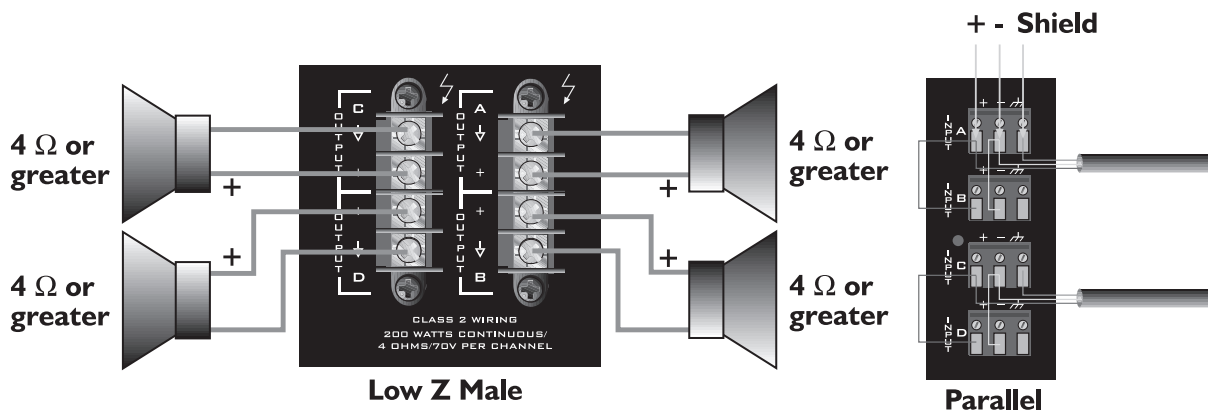 4 Ω or
greater
+
4 Ω or
greater
+
C
OUTPUT
+
+
OUTPUT
D
A
OUTPUT
+
+
OUTPUT
B
CLASS 2 WIRING
200 WATTS CONTINUOUS/
4 OHMS/70V PER CHANNEL
Low Z Male
+
4 Ω or
greater
+
4 Ω or
greater
+ - Shield
+ -
INPUT A
+ -
INPUT B
+ -
INPUT C
+ -
INPUT D
Parallel